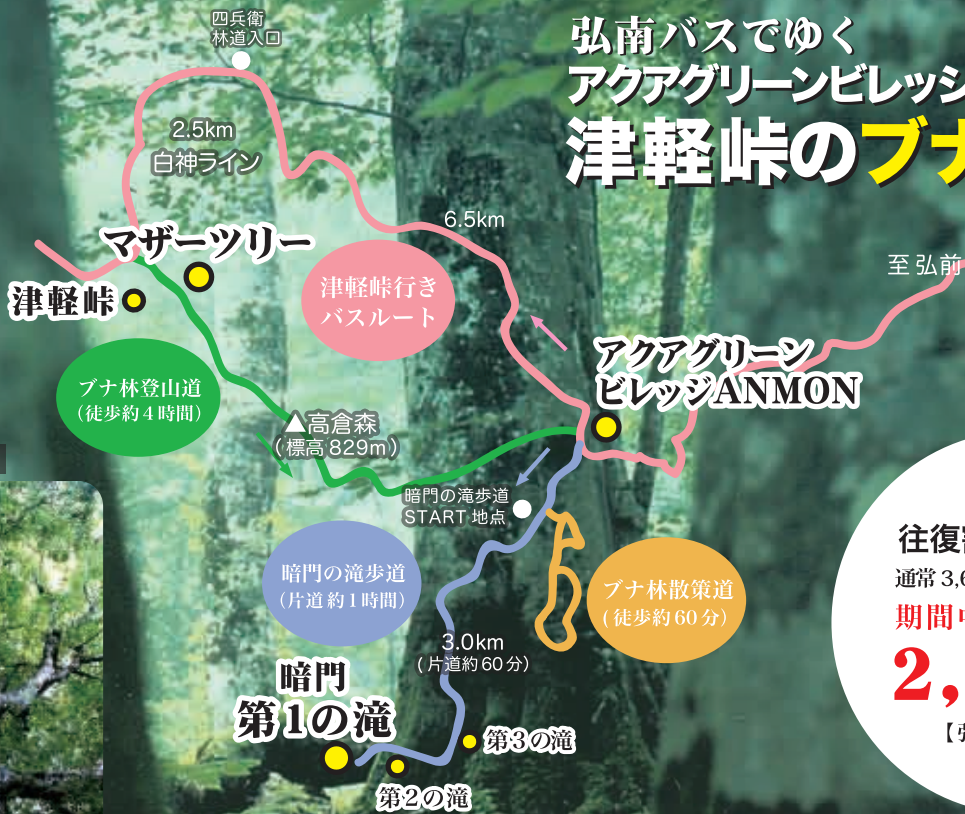 弘南バスでゆく
アクアグリーンビレッジ
津軽峠のブナ
四兵衛
林道入口
2.5km
白神ライン
6.5km
至 弘前
マザーツリー
津軽峠
津軽峠行き
バスルート
アクアグリーン
ビレッジANMON
ブナ林登山道
(徒歩約4時間)
▲高倉森
(標高829m)
暗門の滝歩道
START 地点
暗門の滝歩道
(片道 約1時間)
ブナ林散策道
(徒歩約60分)
3.0km
(片道約60分)
暗門
第1の滝
第3の滝
第2の滝
往復
通常 3,6
期間
2,